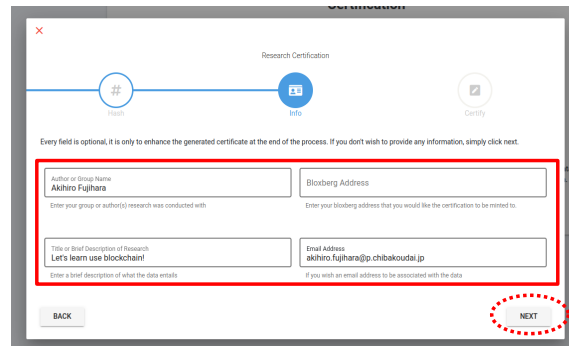 Certification
×
Research Certification
#
Hash
Info
Certify
Every field is optional, it is only to enhance the generated certificate at the end of the process. If you don't wish to provide any information, simply click next.
Author or Group Name
Akihiro Fujihara
Enter your group or author(s) research was conducted with
Bloxberg Address
Enter your bloxberg address that you would like the certification to be minted to.
Title or Brief Description of Research
Let's learn use blockchain!
Enter a brief description of what the data entails
Email Address
akihiro.fujihara@p.chibakoudai.jp
If you wish an email address to be associated with the data
BACK
NEXT